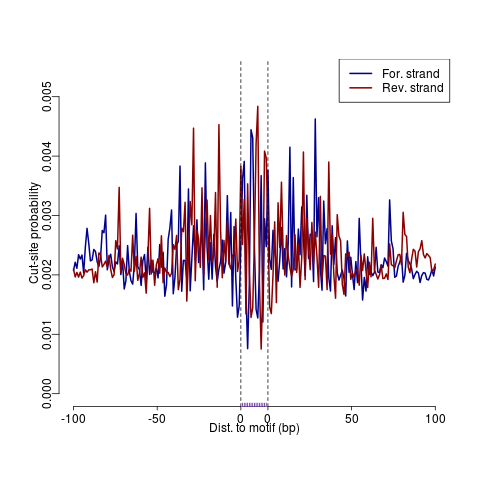 For. strand
Rev. strand
Cut-site probability
0.005
0.004
0.003
0.002
0.001
0.000
-100 -50 0 0 50 100
Dist. to motif (bp)